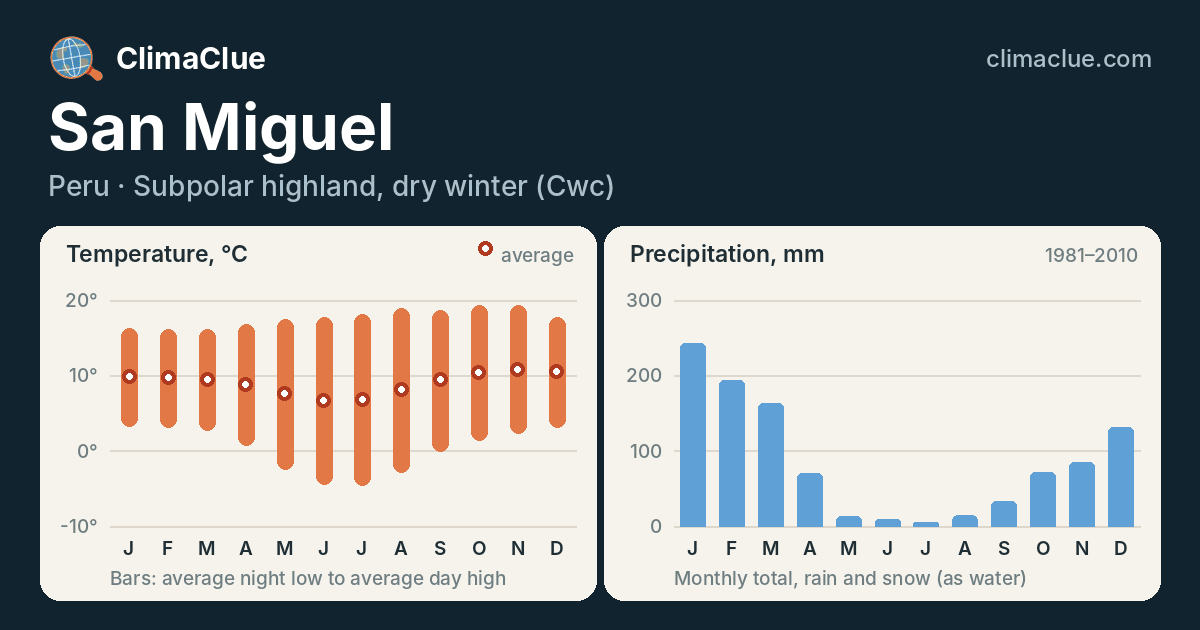 ClimaClue
climaclue.com
San Miguel
Peru · Subpolar highland, dry winter (Cwc)
Temperature, °C
average
20°
10°
0°
-10°
J F M A M J J A S O N D
Bars: average night low to average day high
Precipitation, mm
1981–2010
300
200
100
0
J F M A M J J A S O N D
Monthly total, rain and snow (as water)